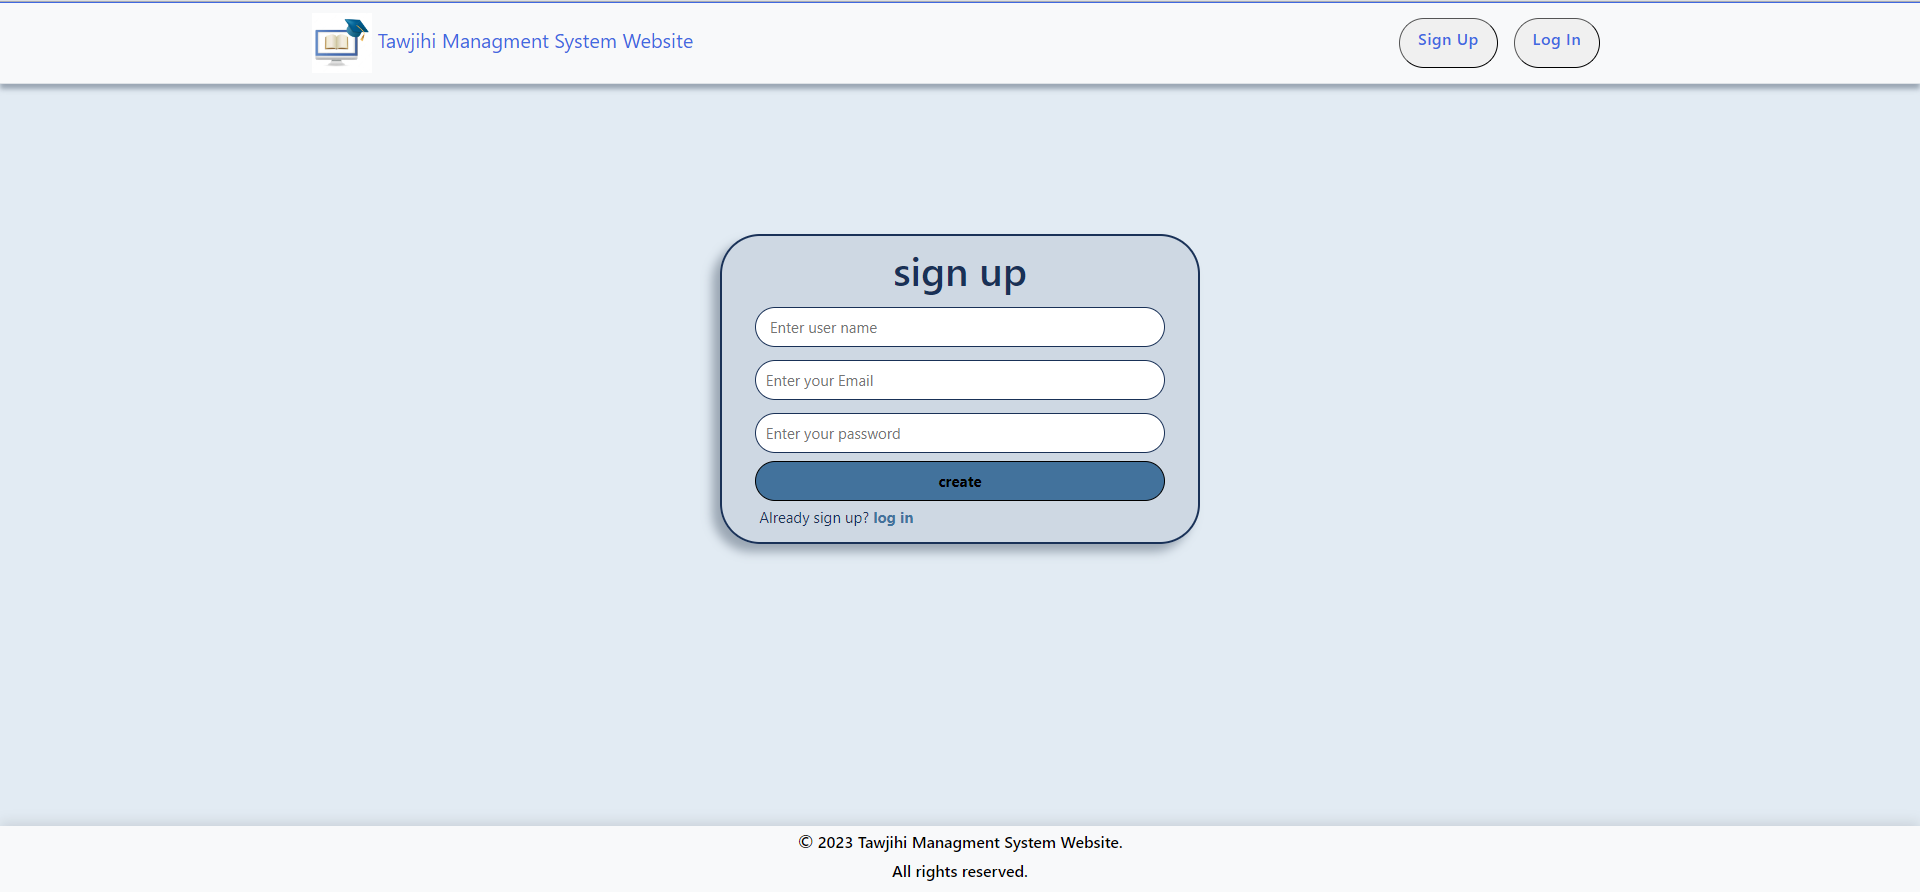 Tawjihi Managment System Website
Sign Up
Log In
sign up
Enter user name
Enter your Email
Enter your password
create
Already sign up? log in
© 2023 Tawjihi Managment System Website.
All rights reserved.